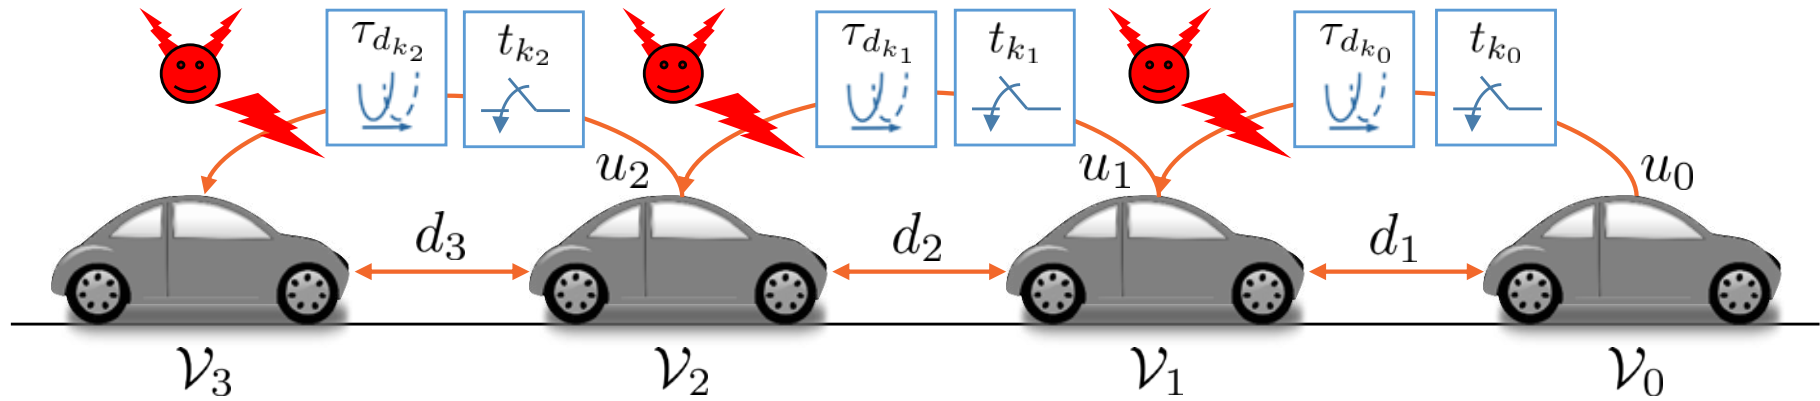 τ_{d_{k_2}} t_{k_2} τ_{d_{k_1}} t_{k_1} τ_{d_{k_0}} t_{k_0}
u_2 u_1 u_0
d_3 d_2 d_1
𝒱_3 𝒱_2 𝒱_1 𝒱_0